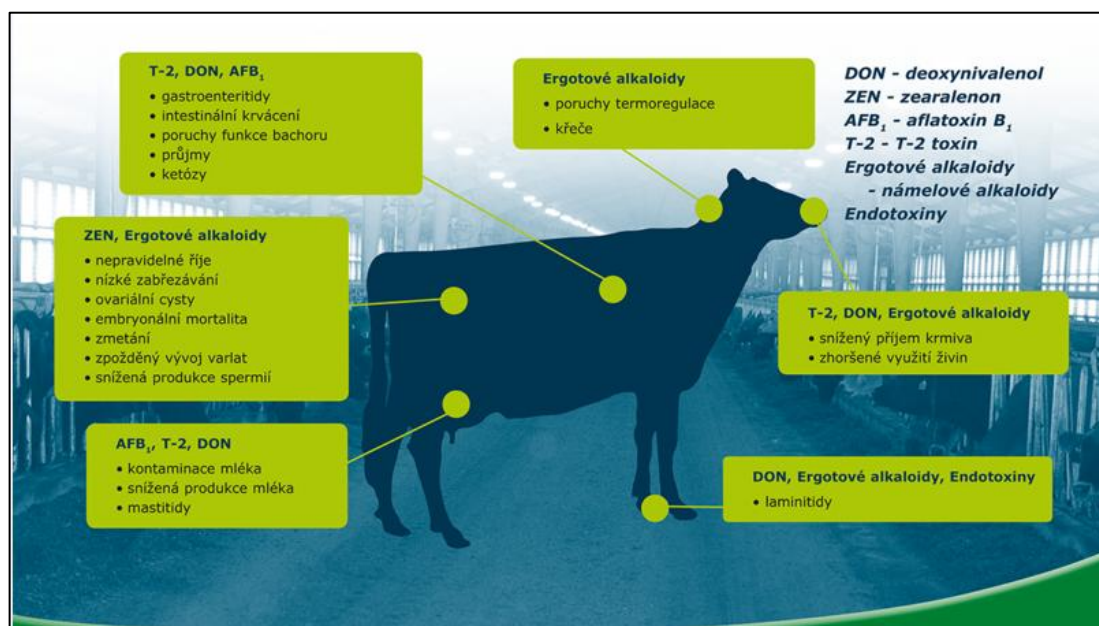 T-2, DON, AFB₁
• gastroenteritidy
• intestinální krvácení
• poruchy funkce bachoru
• průjmy
• ketózy
Ergotové alkaloidy
• poruchy termoregulace
• křeče
DON - deoxynivalenol
ZEN - zearalenon
AFB₁ - aflatoxin B₁
T-2 - T-2 toxin
Ergotové alkaloidy
- námelové alkaloidy
Endotoxiny
ZEN, Ergotové alkaloidy
• nepravidelné říje
• nízké zabřezávání
• ovariální cysty
• embryonální mortalita
• zmetání
• zpožděný vývoj varlat
• snížená produkce spermií
T-2, DON, Ergotové alkaloidy
• snížený příjem krmiva
• zhoršené využití živin
AFB₁, T-2, DON
• kontaminace mléka
• snížená produkce mléka
• mastitidy
DON, Ergotové alkaloidy, Endotoxiny
• laminitidy